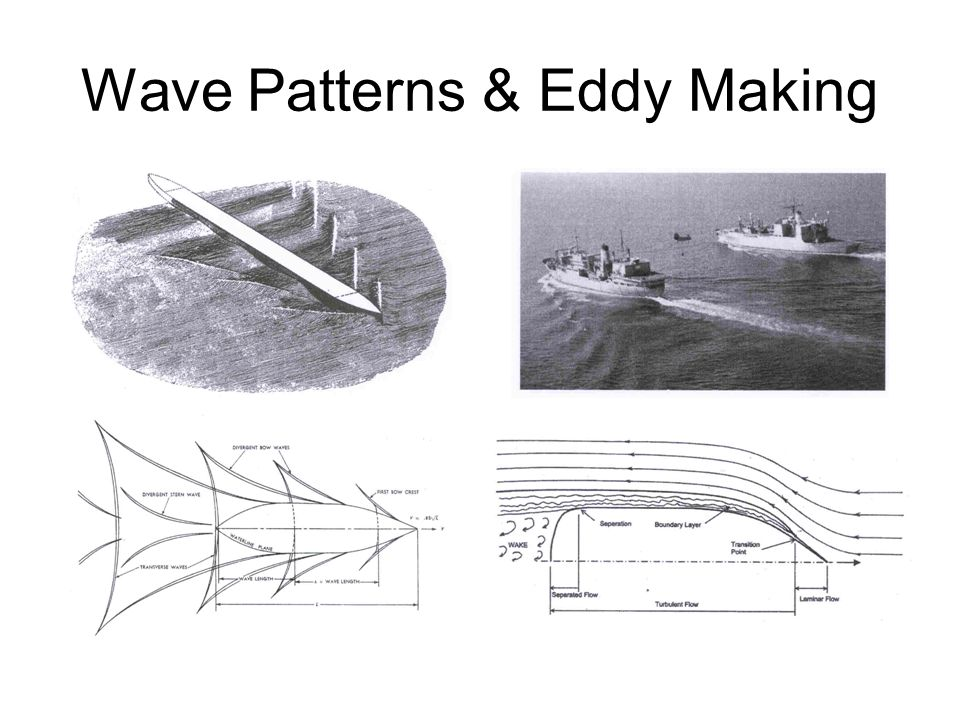 Wave Patterns & Eddy Making
DIVERGENT BOW WAVES
DIVERGENT STERN WAVE
FIRST BOW CREST
V
WATERLINE PLANE
TRANSVERSE WAVES
WAVE LENGTH
WAVE LENGTH
L
Seperation
Boundary Layer
WAKE
Transition
Point
Separated Flow
Laminar Flow
Turbulent Flow